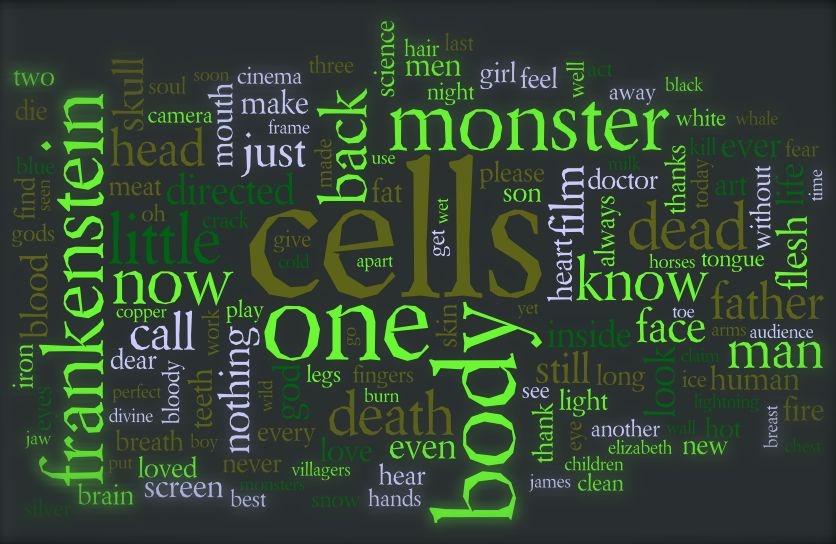 two
die
blue
find
seen
gods
blood
iron
eyes
jaw
silver
frankenstein
skull
soul
soon
cinema
three
hair
last
science
men
girl
feel
well
act
night
away
black
camera
mouth
make
frame
back
monster
white
whale
head
just
made
use
thanks
kill
ever
fear
milk
meat
directed
fat
please
son
film
doctor
always
today
art
life
without
time
oh
crack
little
give
cold
cells
get
wet
heart
dead
flesh
apart
horses
tongue
now
know
father
copper
play
work
call
nothing
one
go
body
skin
yet
inside
face
toe
arms
audience
man
dear
bloody
teeth
god
legs
fingers
still
long
look
claim
ice
human
perfect
divine
wild
burn
see
light
lightning
fire
breast
death
thank
eye
another
wall
hot
chest
breath
boy
every
love
even
elizabeth
new
put
loved
never
villagers
hear
children
brain
screen
monsters
best
snow
hands
james
clean